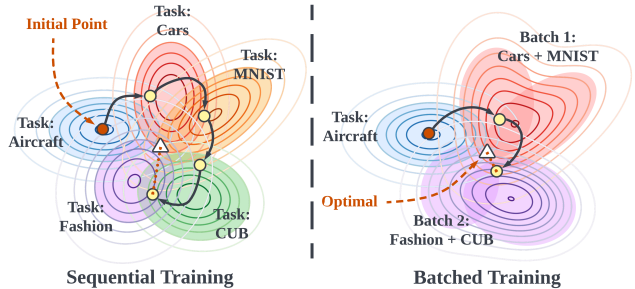 Initial Point
Task:
Cars
Task:
MNIST
Task:
Aircraft
Task:
Fashion
Task:
CUB
Sequential Training
Batch 1:
Cars + MNIST
Task:
Aircraft
Optimal
Batch 2:
Fashion + CUB
Batched Training